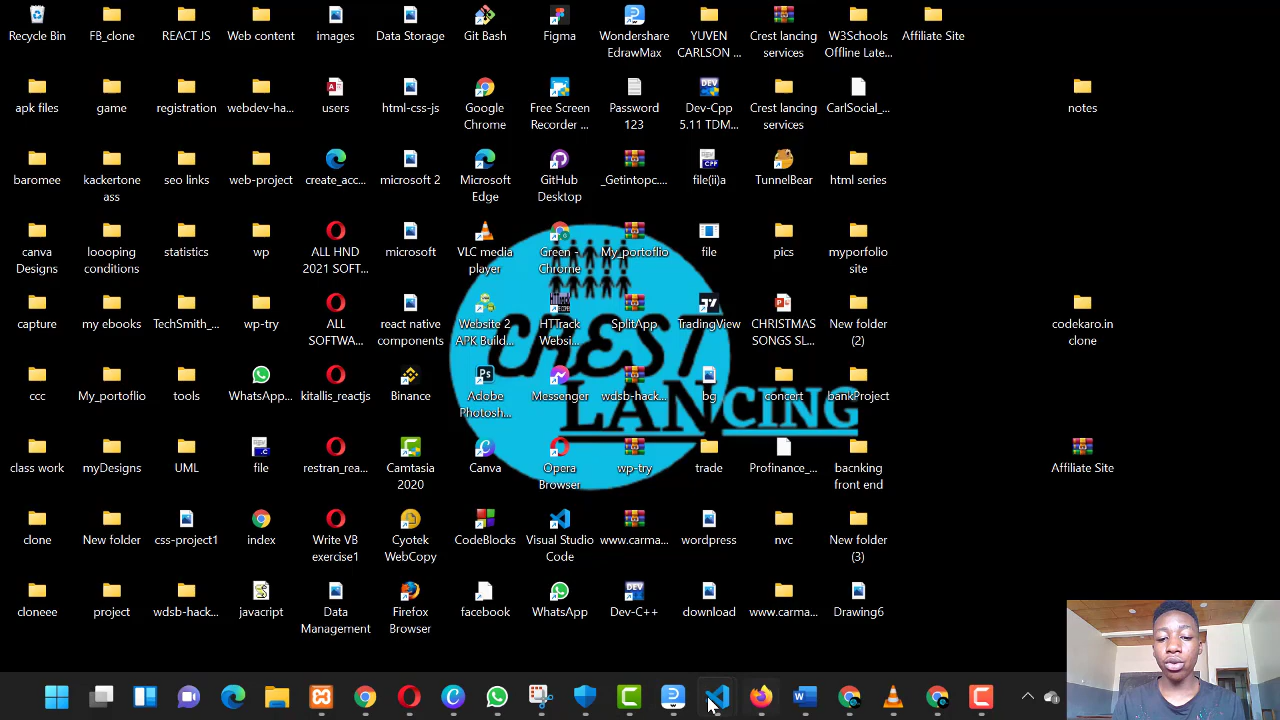 Recycle Bin
FB_clone
REACT JS
Web content
images
Data Storage
Git Bash
Figma
Wondershare
EdrawMax
YUVEN
CARLSON ...
Crest lancing
services
W3Schools
Offline Late...
Affiliate Site
apk files
game
registration
webdev-ha...
users
html-css-js
Google
Chrome
Free Screen
Recorder ...
Password
123
Dev-Cpp
5.11 TDM...
Crest lancing
services
CarlSocial_...
notes
baromee
kackertone
ass
seo links
web-project
create_acc...
microsoft 2
Microsoft
Edge
GitHub
Desktop
_Getintopc....
file(ii)a
TunnelBear
html series
canva
Designs
loooping
conditions
statistics
wp
ALL HND
2021 SOFT...
microsoft
VLC media
player
Green -
Chrome
My_portoflio
file
pics
myporfolio
site
capture
my ebooks
TechSmith_...
wp-try
ALL
SOFTWA...
react native
components
Website 2
APK Build...
HTTrack
Websi...
SplitApp
TradingView
CHRISTMAS
SONGS SL...
New folder
(2)
codekaro.in
clone
ccc
My_portoflio
tools
WhatsApp...
kitallis_reactjs
Binance
Adobe
Photosh...
Messenger
wdsb-hack...
bg
concert
bankProject
CREST
LANCING
class work
myDesigns
UML
file
restran_rea...
Camtasia
2020
Canva
Opera
Browser
wp-try
trade
Profinance_...
bacnking
front end
Affiliate Site
clone
New folder
css-project1
index
Write VB
exercise1
Cyotek
WebCopy
CodeBlocks
Visual Studio
Code
www.carma...
wordpress
nvc
New folder
(3)
cloneee
project
wdsb-hack...
javacript
Data
Management
Firefox
Browser
facebook
WhatsApp
Dev-C++
download
www.carma...
Drawing6